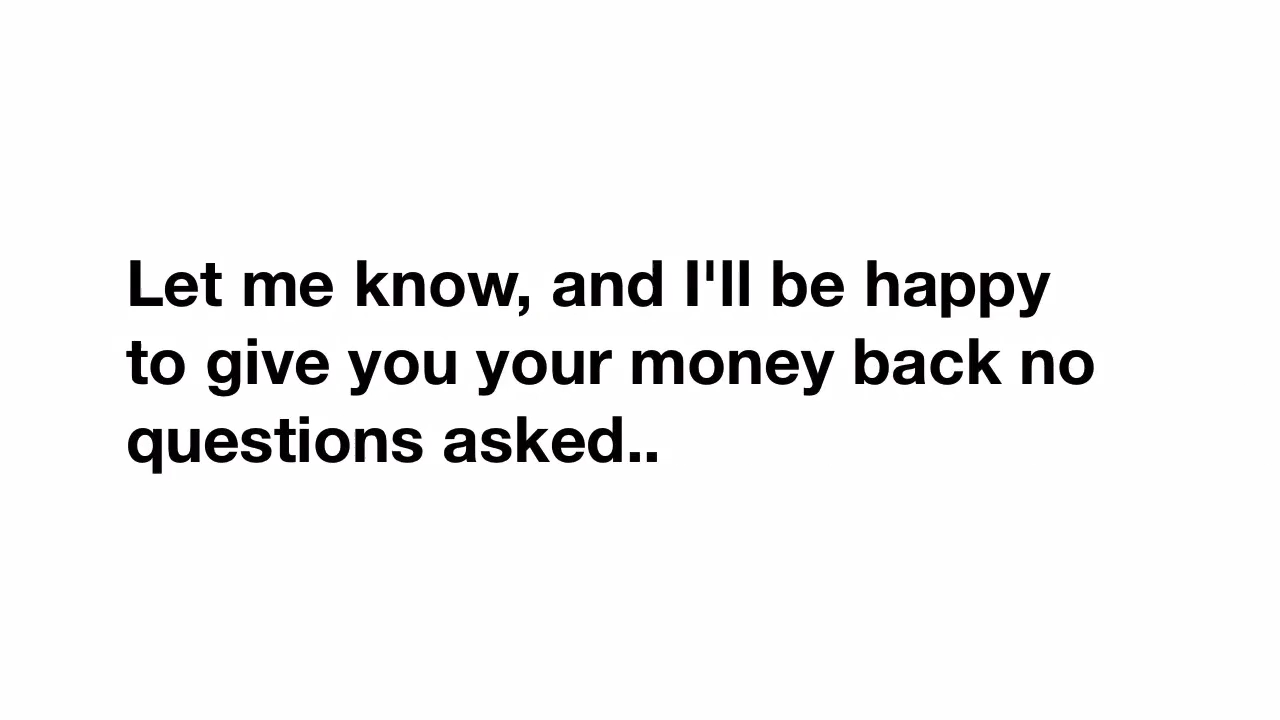 Let me know, and I'll be happy
to give you your money back no
questions asked..